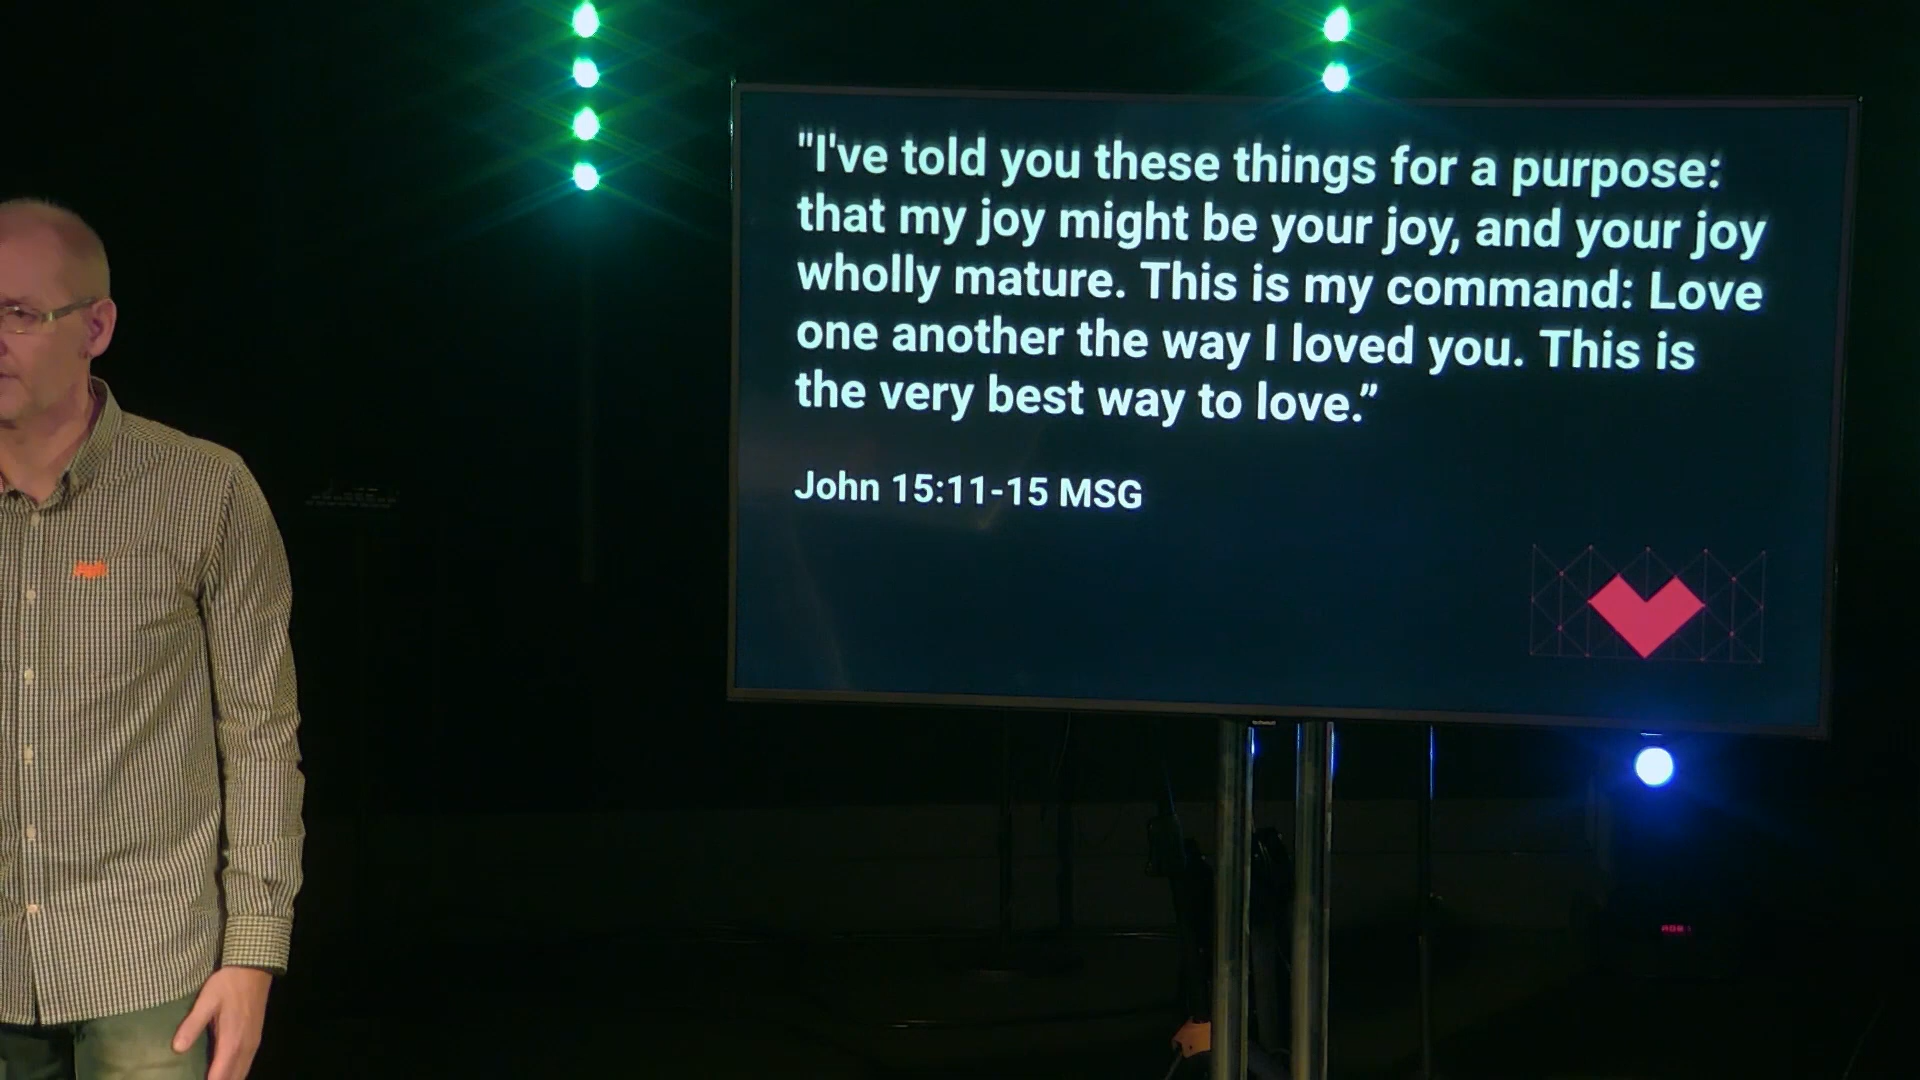 "I've told you these things for a purpose:
that my joy might be your joy, and your joy
wholly mature. This is my command: Love
one another the way I loved you. This is
the very best way to love.”
John 15:11-15 MSG